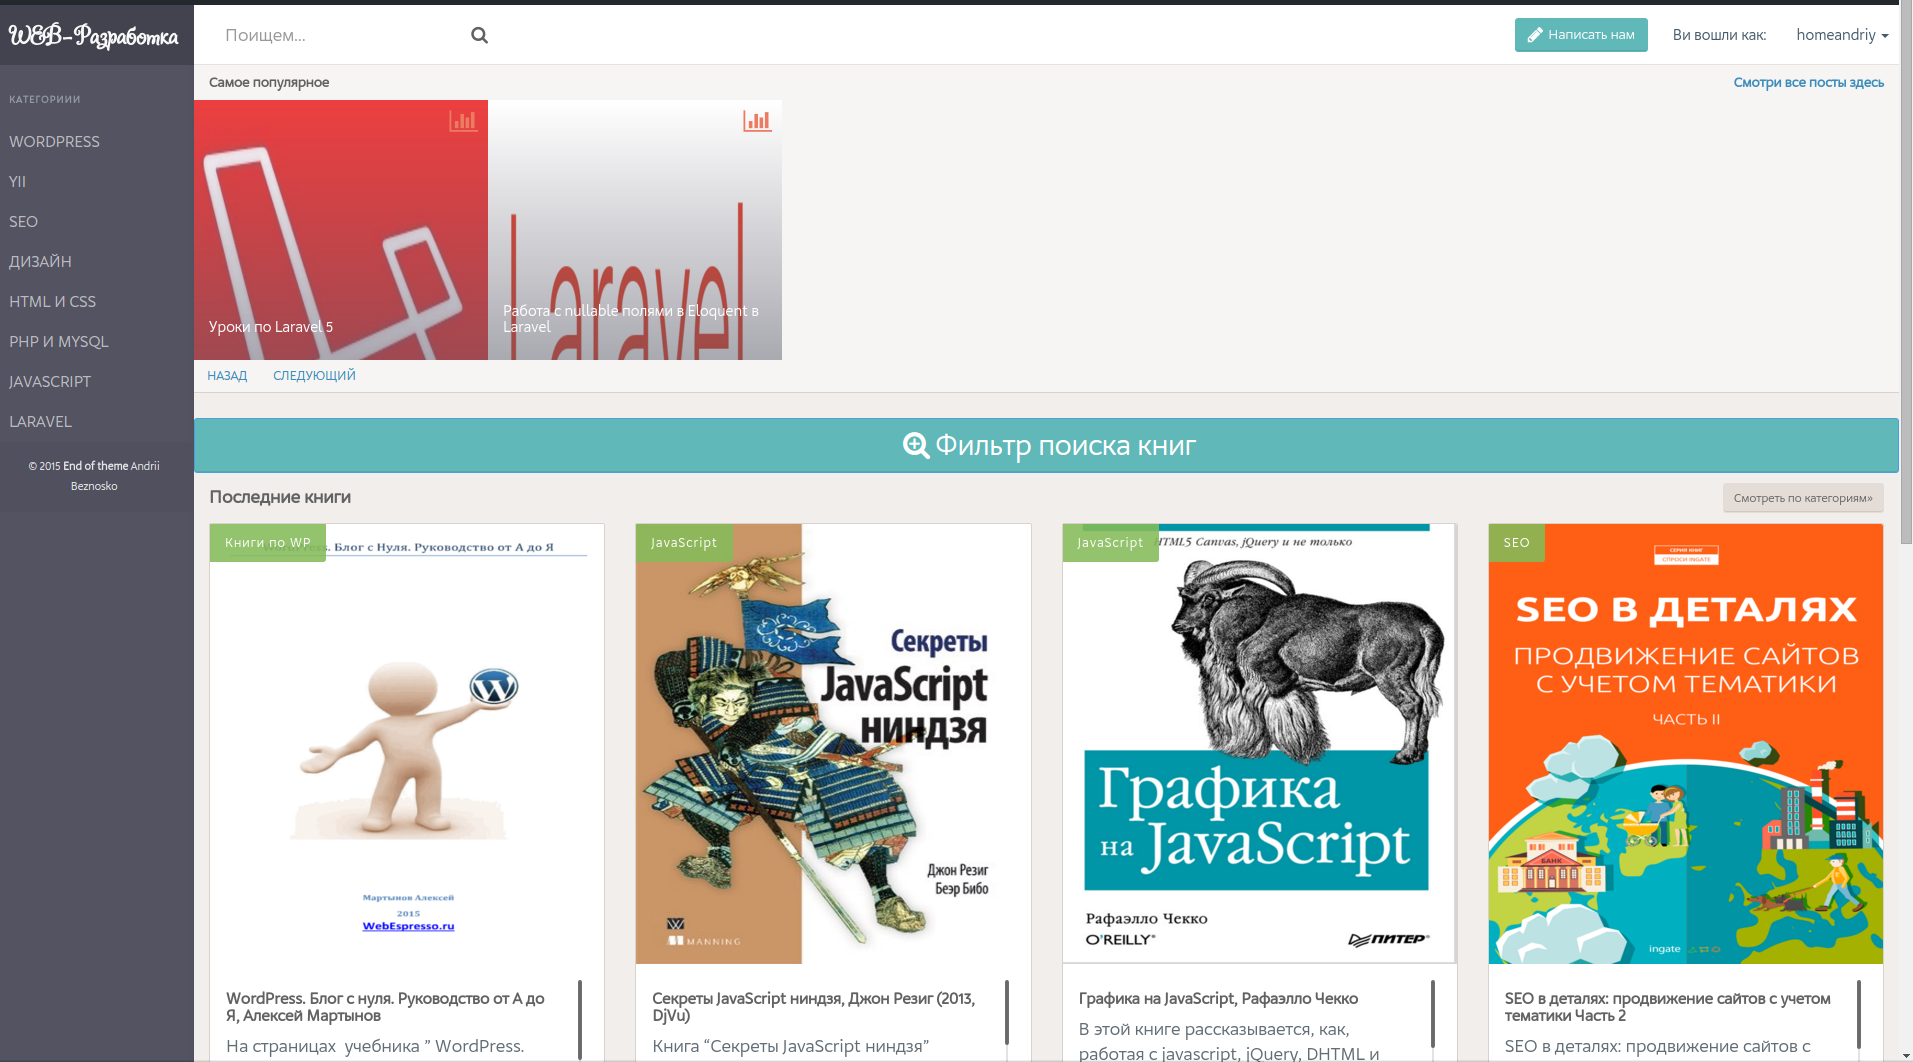 WEB-Разработка
Поищем...
Написать нам
Ви вошли как:
homeandriy
КАТЕГОРИИИ
WORDPRESS
YII
SEO
ДИЗАЙН
HTML И CSS
PHP И MYSQL
JAVASCRIPT
LARAVEL
© 2015 End of theme Andrii
Beznosko
Самое популярное
Смотри все посты здесь
Уроки по Laravel 5
Laravel
Работа с nullable полями в Eloquent в
Laravel
НАЗАД
СЛЕДУЮЩИЙ
Фильтр поиска книг
Последние книги
Смотреть по категориям»
Книги по WP
WordPress. Блог с Нуля. Руководство от А до Я
Мартынов Алексей
2015
WebEspresso.ru
WordPress. Блог с нуля. Руководство от А до
Я, Алексей Мартынов
На страницах учебника ” WordPress.
JavaScript
Секреты
JavaScript
ниндзя
Джон Резиг
Беэр Бибо
MANNING
Секреты JavaScript ниндзя, Джон Резиг (2013,
DjVu)
Книга “Секреты JavaScript ниндзя”
JavaScript
HTML5 Canvas, jQuery и не только
Графика
на JavaScript
Рафаэлло Чекко
O'REILLY®
ПИТЕР®
Графика на JavaScript, Рафаэлло Чекко
В этой книге рассказывается, как,
работая с javascript, jQuery, DHTML и
SEO
СЕРИЯ КНИГ
СПРОСИ INGATE
SEO В ДЕТАЛЯХ
ПРОДВИЖЕНИЕ САЙТОВ
С УЧЕТОМ ТЕМАТИКИ
ЧАСТЬ II
БАНК
ingate
SEO в деталях: продвижение сайтов с учетом
тематики Часть 2
SEO в деталях: продвижение сайтов с